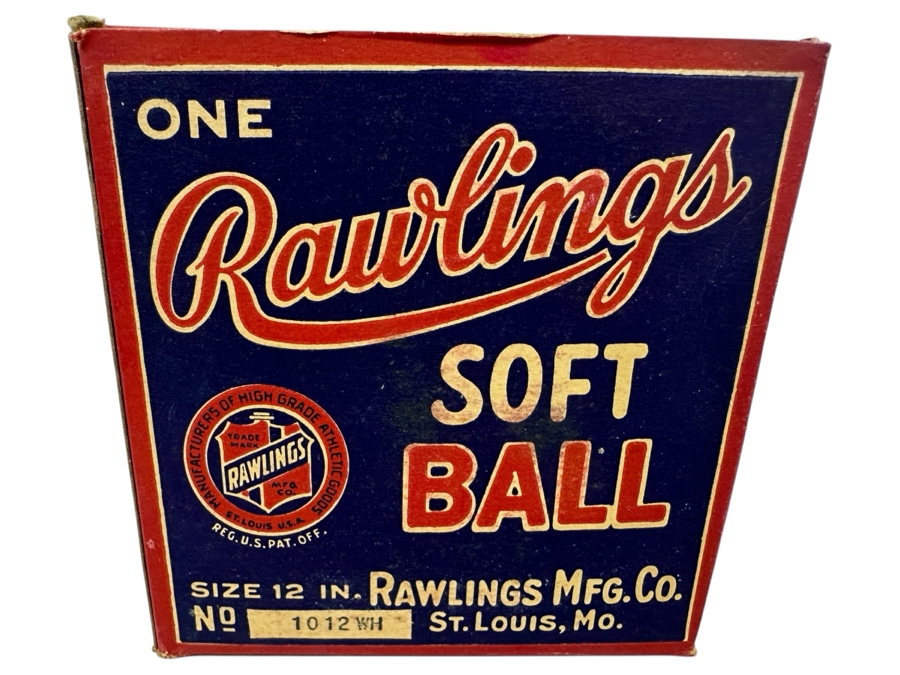 ONE
Rawlings
SOFT
BALL
MANUFACTURERS OF HIGH GRADE ATHLETIC GOODS
TRADE
MARK
RAWLINGS
MFG
CO.
ST. LOUIS U.S.A.
REG. U.S. PAT. OFF.
SIZE 12 IN. RAWLINGS MFG. CO.
NO 1012WH ST. LOUIS, MO.